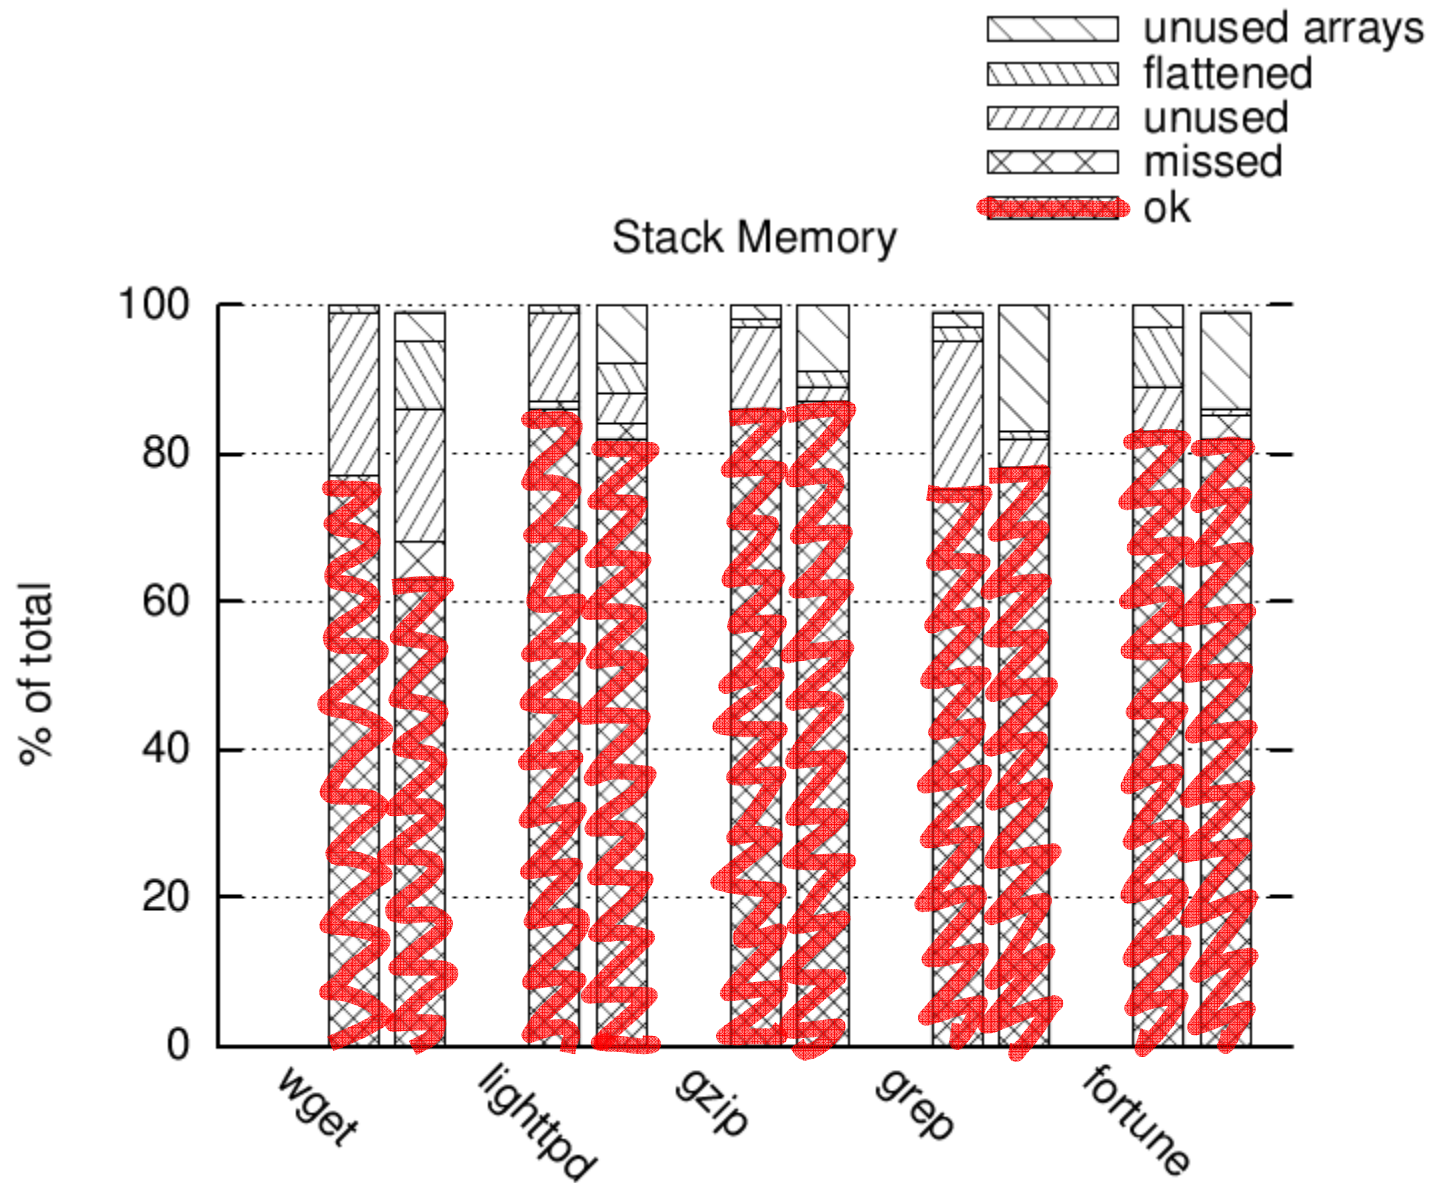 unused arrays
flattened
unused
missed
ok
Stack Memory
100
80
60
40
20
0
% of total
wget
lighttpd
gzip
grep
fortune